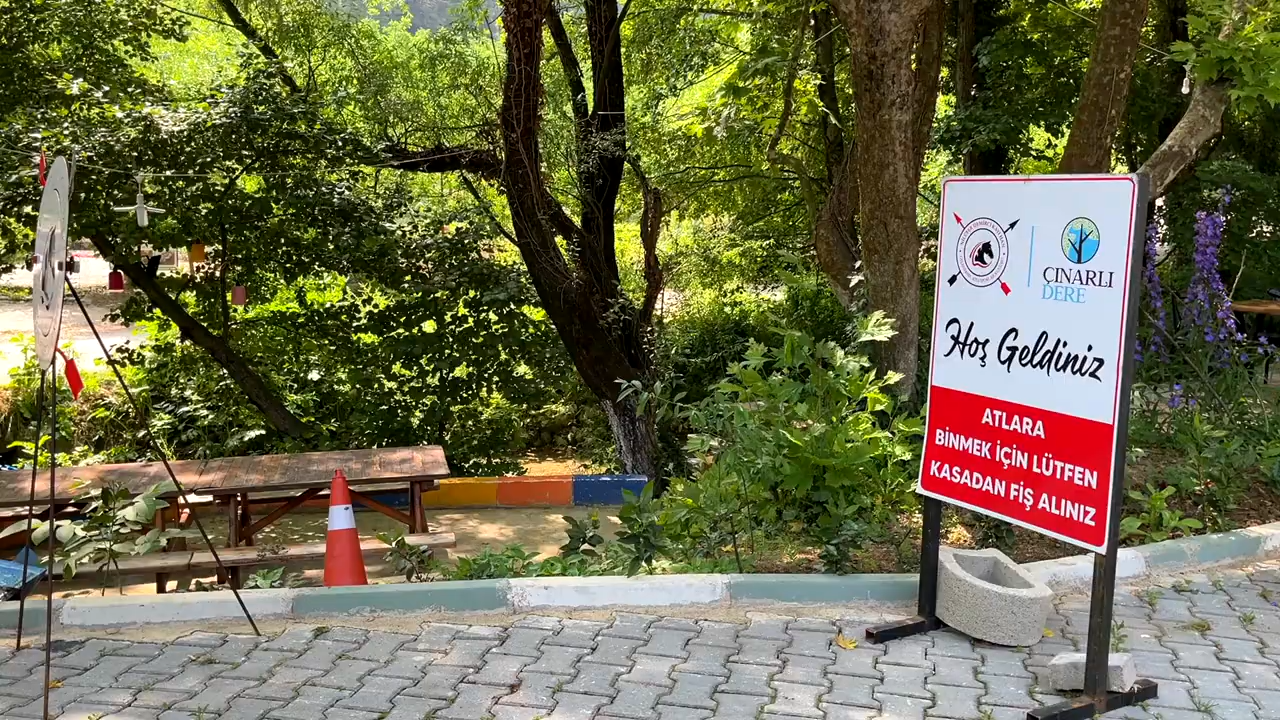 ÇINARLI
DERE
Hoş Geldiniz
ATLARA
BİNMEK İÇİN LÜTFEN
KASADAN FİŞ ALINIZ